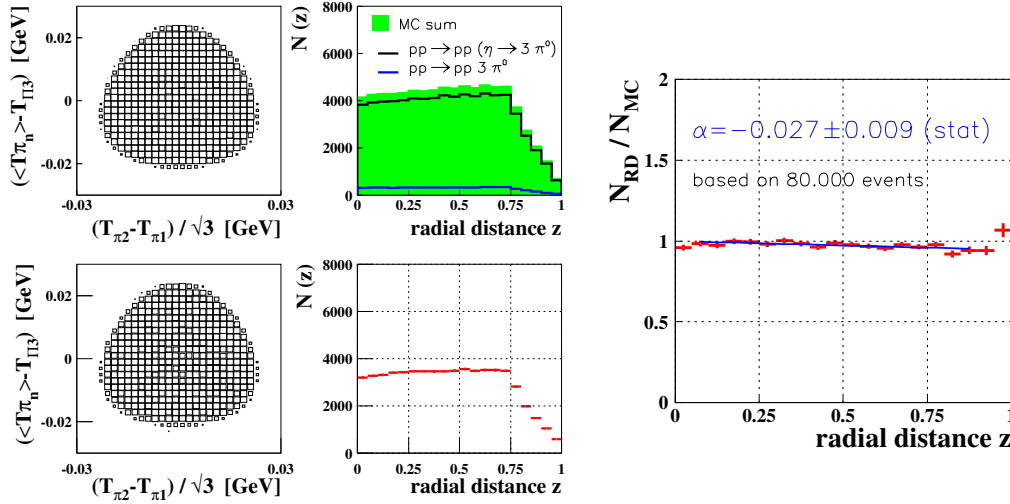 (<Tπn>-TΠ3) [GeV]
0.02
0
-0.02
-0.03
0.03
(Tπ2-Tπ1) / √3 [GeV]
N (z)
8000
6000
4000
2000
0
MC sum
pp→pp (η→3 π⁰)
pp→pp 3 π⁰
0
0.25
0.5
0.75
1
radial distance z
(<Tπn>-TΠ3) [GeV]
0.02
0
-0.02
-0.03
0.03
(Tπ2-Tπ1) / √3 [GeV]
N (z)
8000
6000
4000
2000
0
0
0.25
0.5
0.75
1
radial distance z
NRD / NMC
2
1.5
1
0.5
0
α=-0.027±0.009 (stat)
based on 80.000 events
0
0.25
0.5
0.75
1
radial distance z